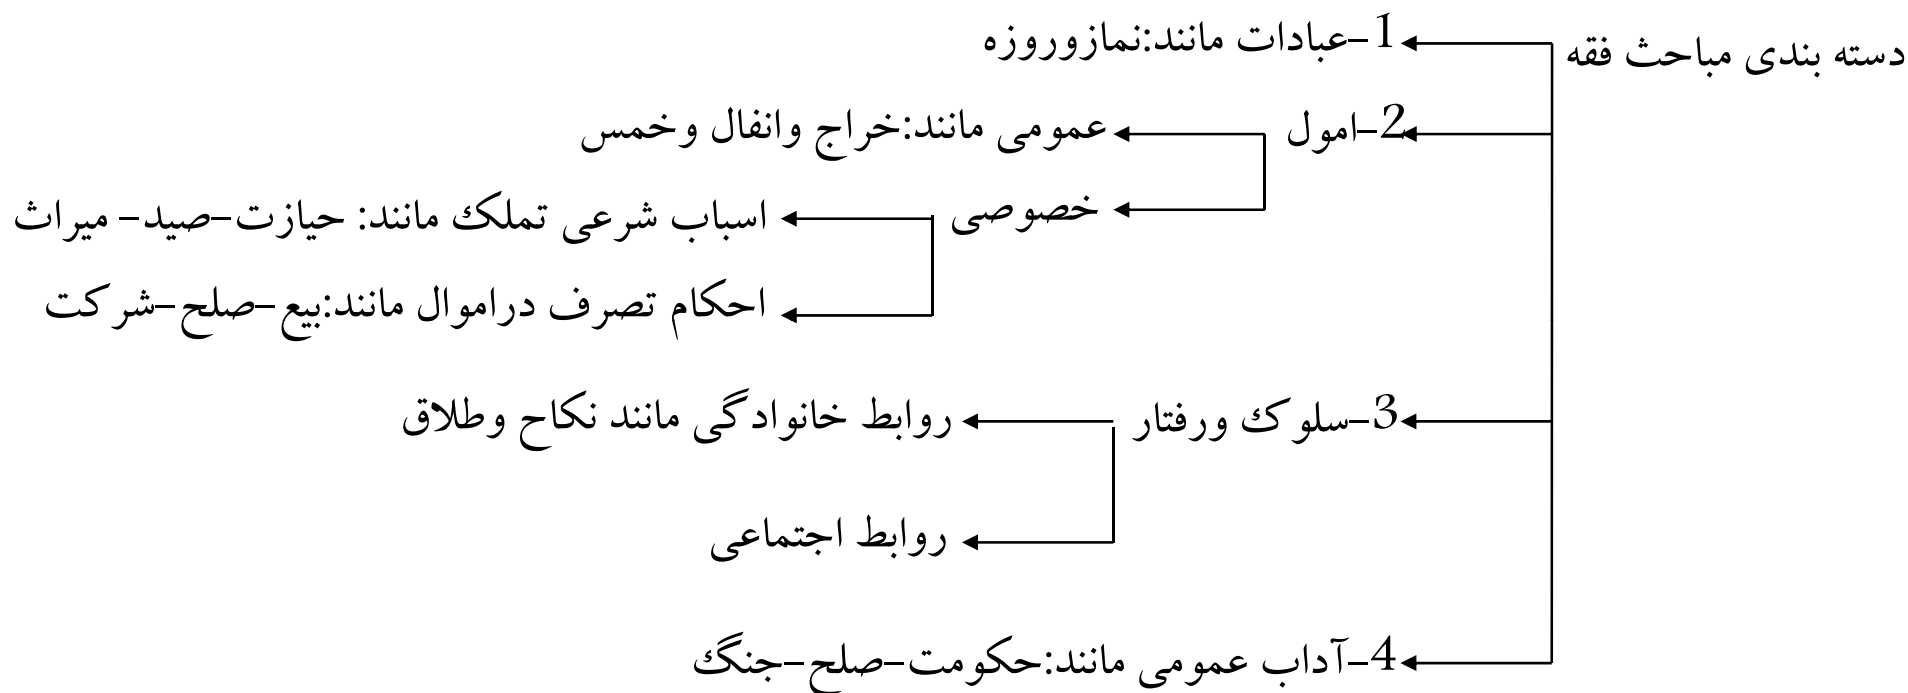 دسته بندی مباحث فقه
1-عبادات مانند:نمازوروزه
2-امول
عمومی مانند:خراج وانفال وخمس
خصوصی
اسباب شرعی تملک مانند: حیازت-صید- میراث
احکام تصرف دراموال مانند:بیع-صلح-شرکت
3-سلوک ورفتار
روابط خانوادگی مانند نکاح وطلاق
روابط اجتماعی
4-آداب عمومی مانند:حکومت-صلح-جنگ